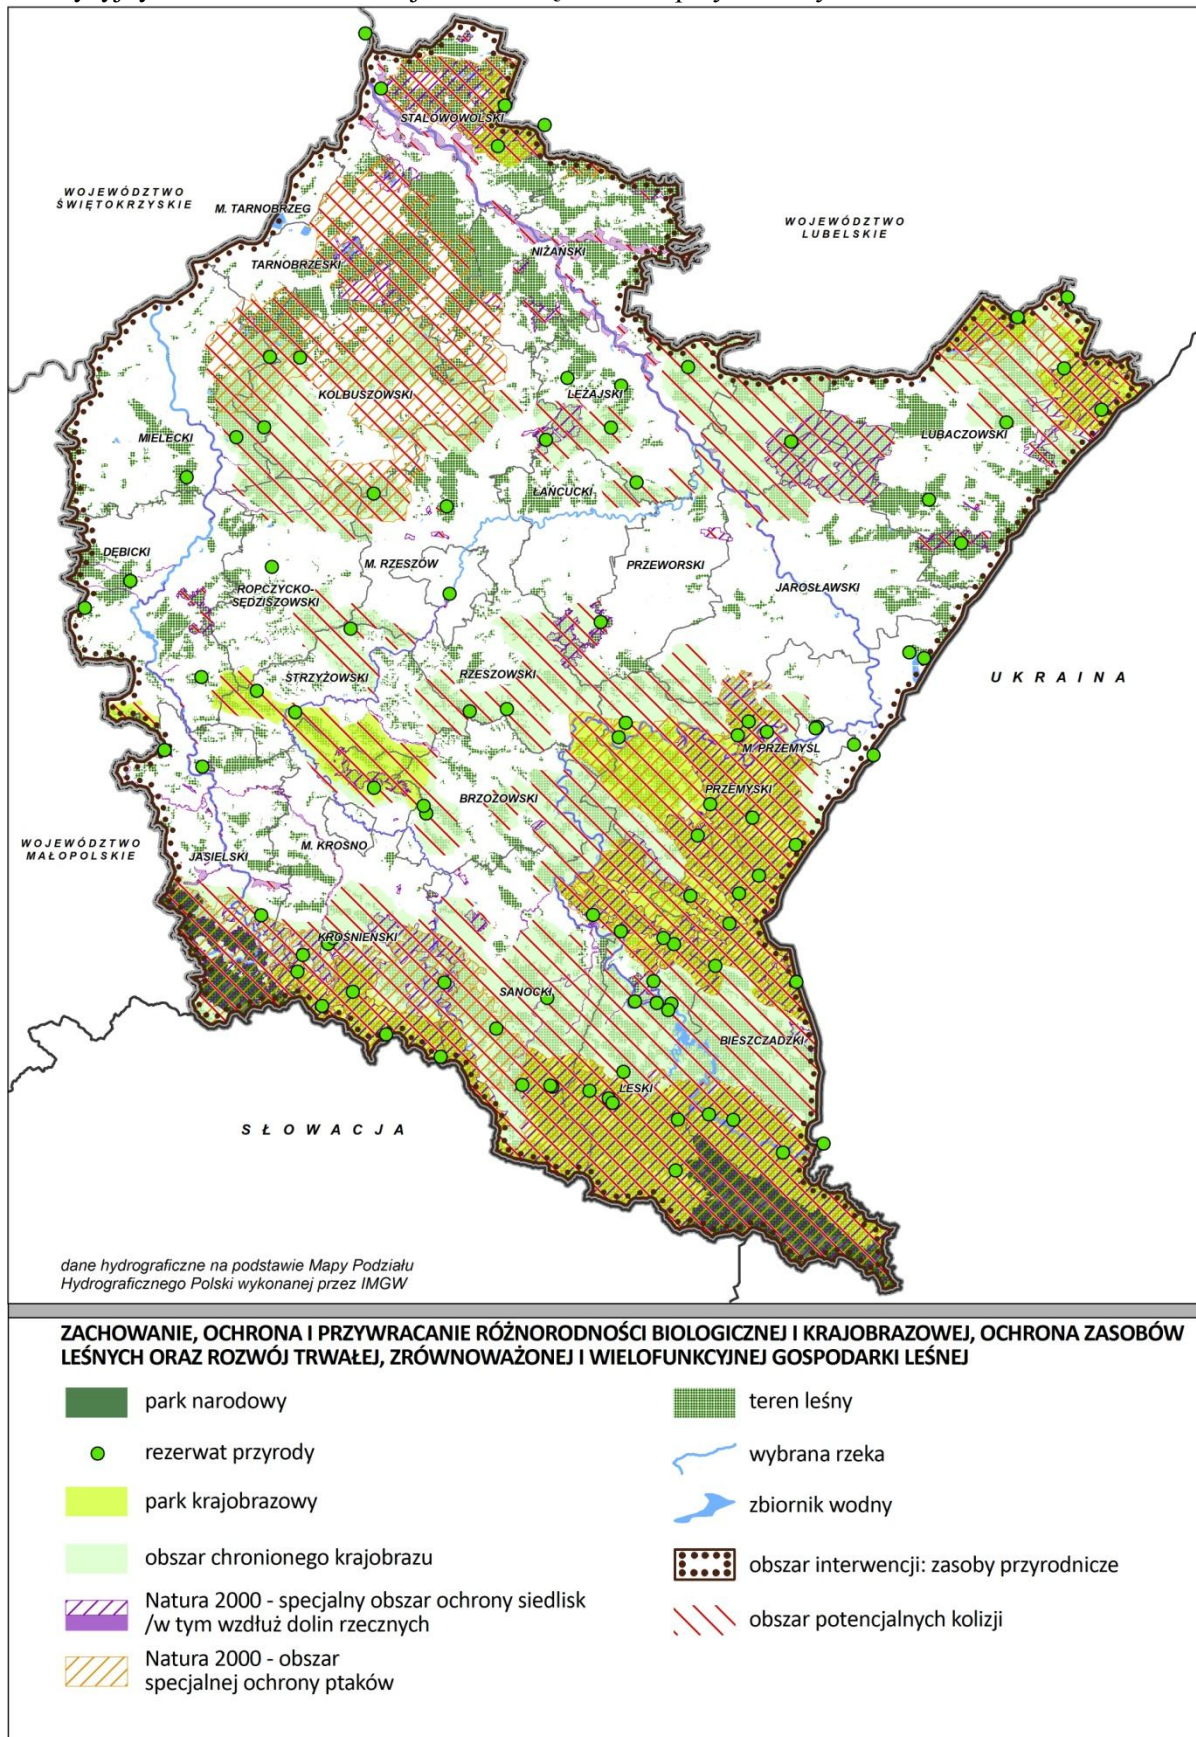 WOJEWÓDZTWO
ŚWIĘTOKRZYSKIE
STALOWOWOLSKI
M. TARNOBRZEG
TARNOBRZESKI
NIŻAŃSKI
WOJEWÓDZTWO
LUBELSKIE
KOLBUSZOWSKI
LEŻAJSKI
MIELECKI
LUBACZOWSKI
ŁAŃCUCKI
DĘBICKI
ROPCZYCKO-
SĘDZISZOWSKI
M. RZESZÓW
PRZEWORSKI
JAROSŁAWSKI
STRZYŻOWSKI
RZESZOWSKI
UKRAINA
M. PRZEMYŚL
PRZEMYSKI
BRZOZOWSKI
WOJEWÓDZTWO
MAŁOPOLSKIE
JASIELSKI
M. KROSNO
KROŚNIEŃSKI
SANOCKI
BIESZCZADZKI
LESKI
SŁOWACJA
dane hydrograficzne na podstawie Mapy Podziału
Hydrograficznego Polski wykonanej przez IMGW
ZACHOWANIE, OCHRONA I PRZYWRACANIE RÓŻNORODNOŚCI BIOLOGICZNEJ I KRAJOBRAZOWEJ, OCHRONA ZASOBÓW
LEŚNYCH ORAZ ROZWÓJ TRWAŁEJ, ZRÓWNOWAŻONEJ I WIELOFUNKCYJNEJ GOSPODARKI LEŚNEJ
park narodowy
rezerwat przyrody
park krajobrazowy
obszar chronionego krajobrazu
Natura 2000 - specjalny obszar ochrony siedlisk
/w tym wzdłuż dolin rzecznych
Natura 2000 - obszar
specjalnej ochrony ptaków
teren leśny
wybrana rzeka
zbiornik wodny
obszar interwencji: zasoby przyrodnicze
obszar potencjalnych kolizji